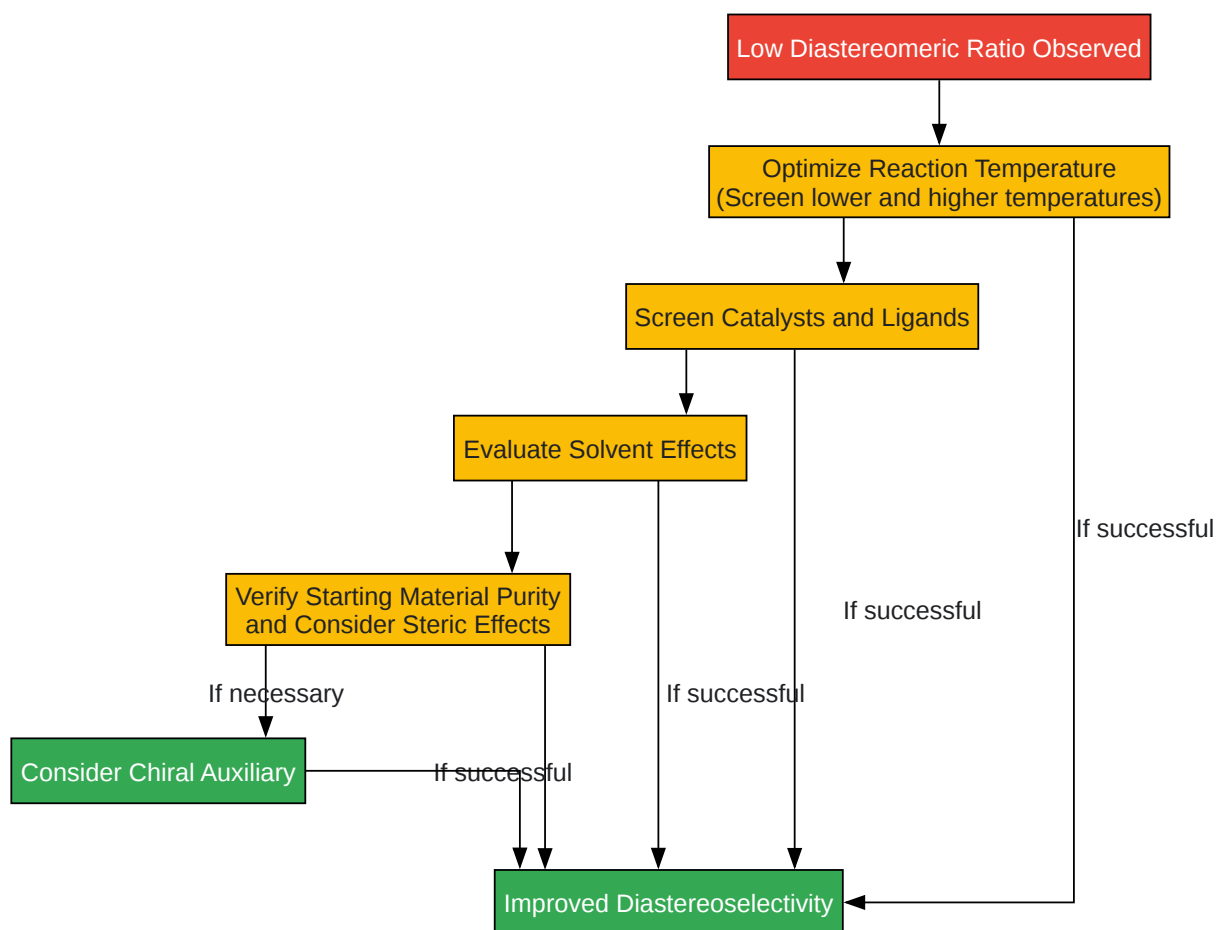 Low Diastereomeric Ratio Observed
Optimize Reaction Temperature
(Screen lower and higher temperatures)
Screen Catalysts and Ligands
Evaluate Solvent Effects
If successful
Verify Starting Material Purity
and Consider Steric Effects
If successful
If necessary
If successful
Consider Chiral Auxiliary
If successful
Improved Diastereoselectivity